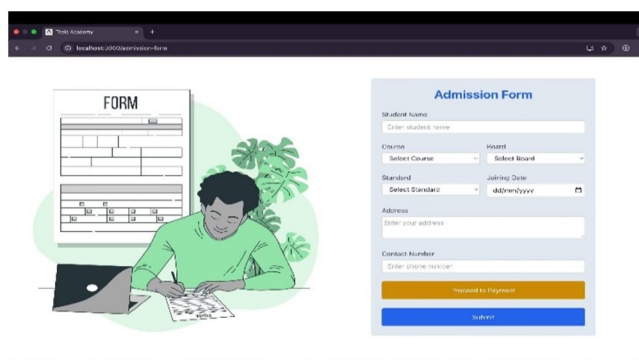 Tools Academy
localhost:3000/admission-form
FORM
Admission Form
Student Name
Enter student name
Course
Board
Select Course
Select Board
Standard
Joining Date
Select Standard
dd/mm/yyyy
Address
Enter your address
Contact Number
Enter phone number
Proceed to Payment
Submit